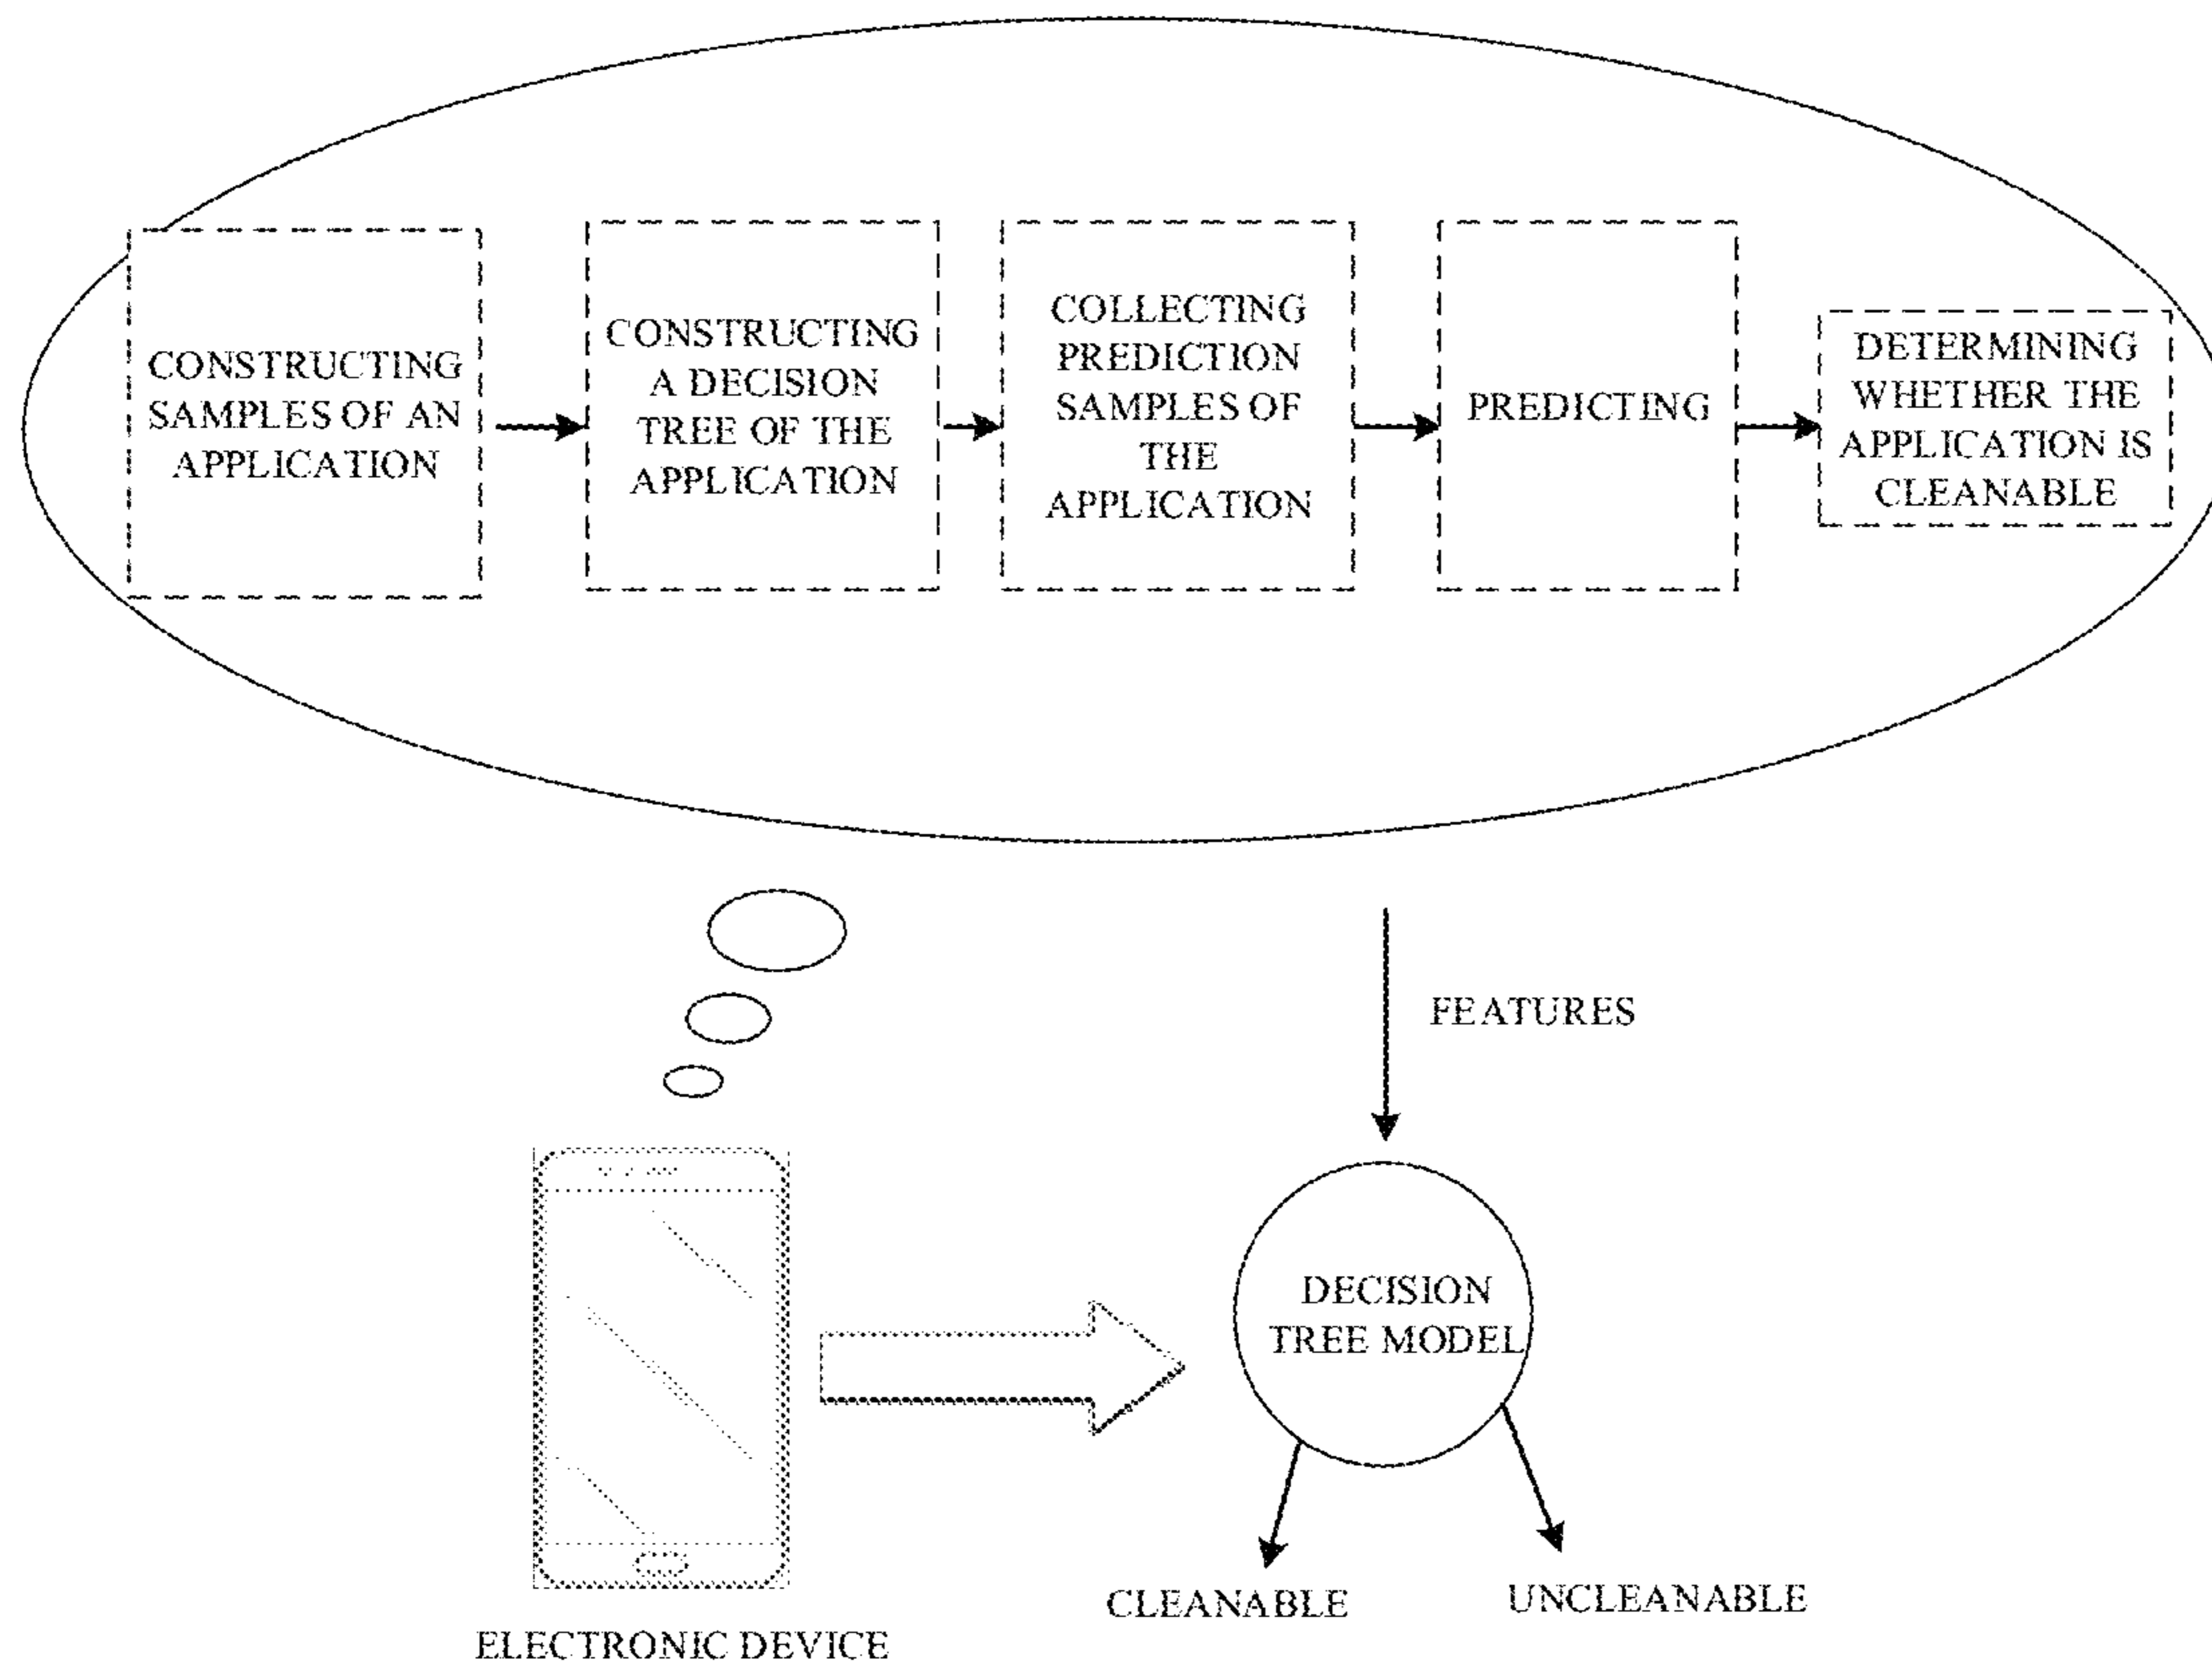 CONSTRUCTING
SAMPLES OF AN
APPLICATION
CONSTRUCTING
A DECISION
TREE OF THE
APPLICATION
COLLECTING
PREDICTION
SAMPLES OF
THE
APPLICATION
PREDICTING
DETERMINING
WHETHER THE
APPLICATION IS
CLEANABLE
FEATURES
DECISION
TREE MODEL
CLEANABLE
UNCLEANABLE
ELECTRONIC DEVICE